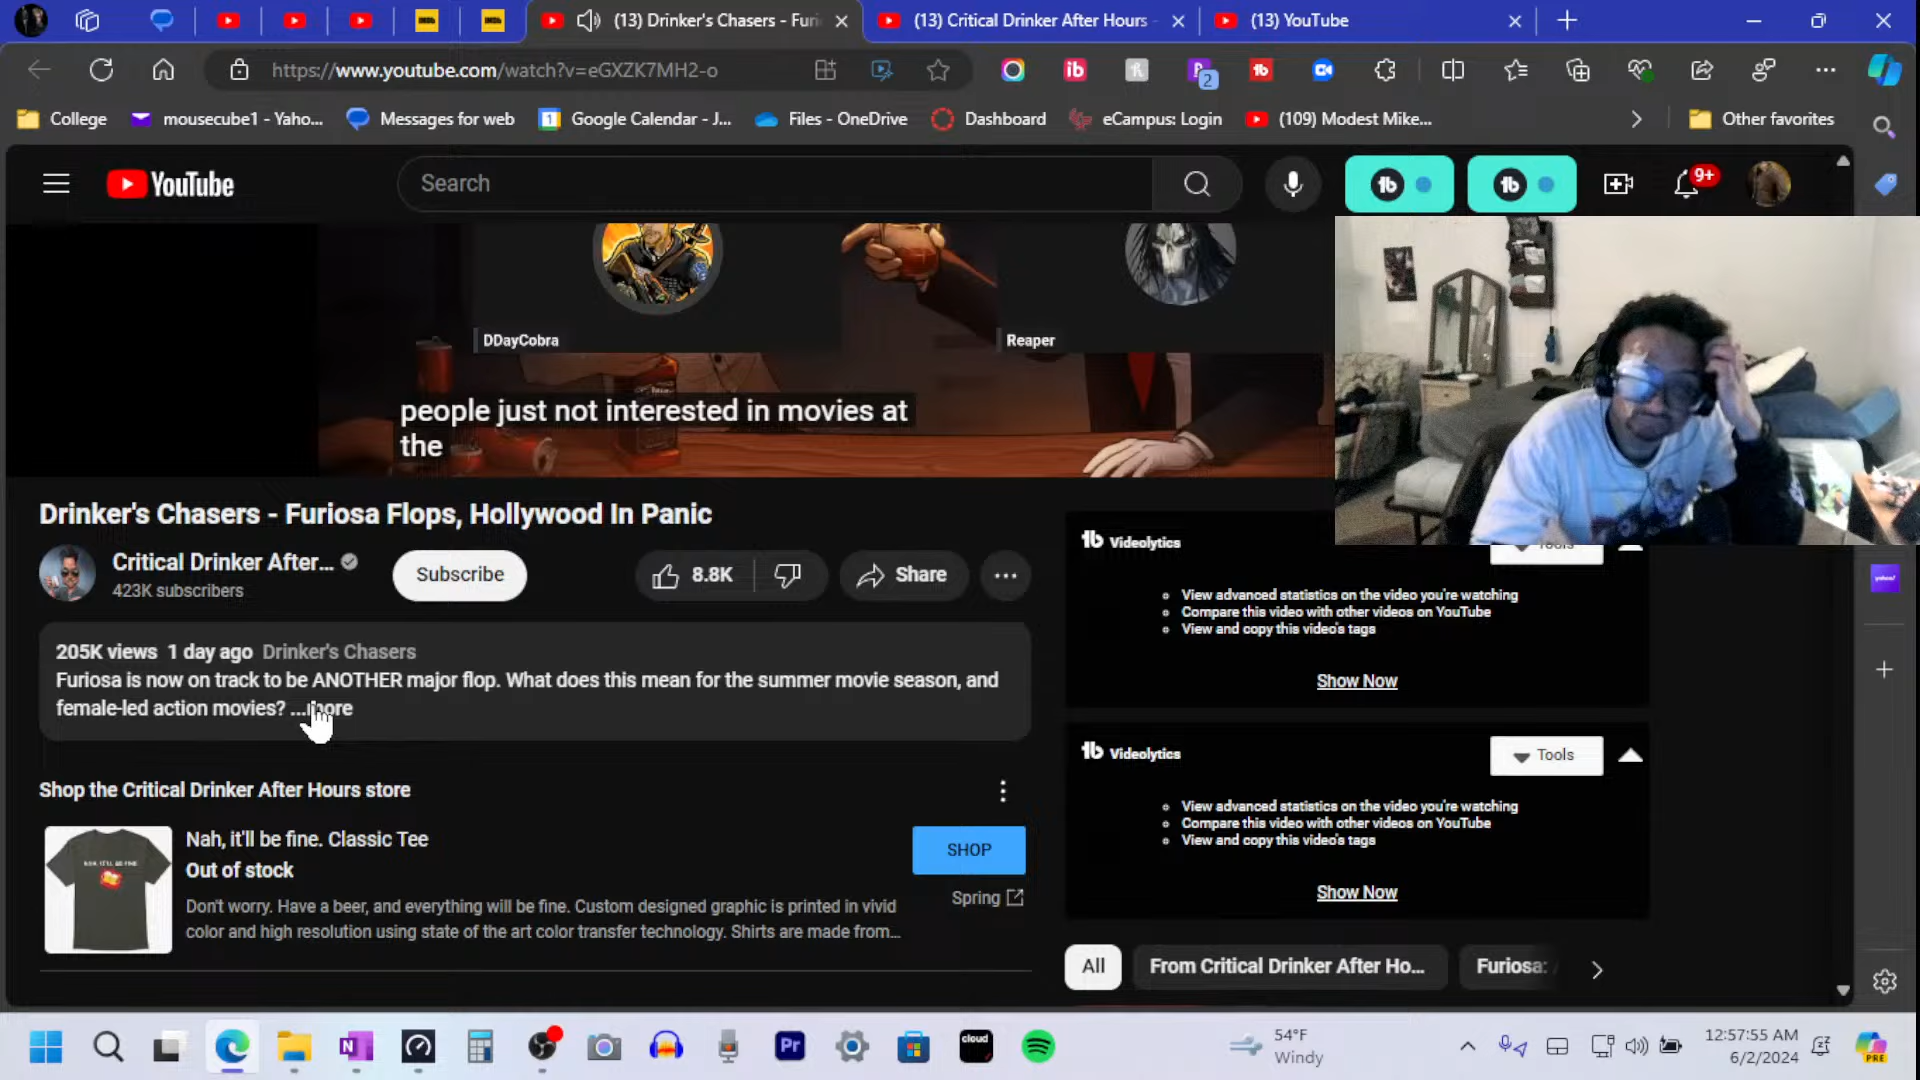 (13) Drinker's Chasers - Furi
(13) Critical Drinker After Hours
(13) YouTube
https://www.youtube.com/watch?v=eGXZK7MH2-o
2
College
mousecube1 - Yaho...
Messages for web
Google Calendar - J...
Files - OneDrive
Dashboard
eCampus: Login
(109) Modest Mike...
Other favorites
YouTube
Search
9+
DDayCobra
Reaper
people just not interested in movies at
the
Drinker's Chasers - Furiosa Flops, Hollywood In Panic
Critical Drinker After...
423K subscribers
Subscribe
8.8K
Share
205K views 1 day ago Drinker's Chasers
Furiosa is now on track to be ANOTHER major flop. What does this mean for the summer movie season, and
female-led action movies? ...more
Shop the Critical Drinker After Hours store
Nah, it'll be fine. Classic Tee
Out of stock
Don't worry. Have a beer, and everything will be fine. Custom designed graphic is printed in vivid
color and high resolution using state of the art color transfer technology. Shirts are made from...
SHOP
Spring
Videolytics
Tools
View advanced statistics on the video you're watching
Compare this video with other videos on YouTube
View and copy this video's tags
Show Now
Videolytics
Tools
View advanced statistics on the video you're watching
Compare this video with other videos on YouTube
View and copy this video's tags
Show Now
All
From Critical Drinker After Ho...
Furiosa:
54°F
Windy
12:57:55 AM
6/2/2024